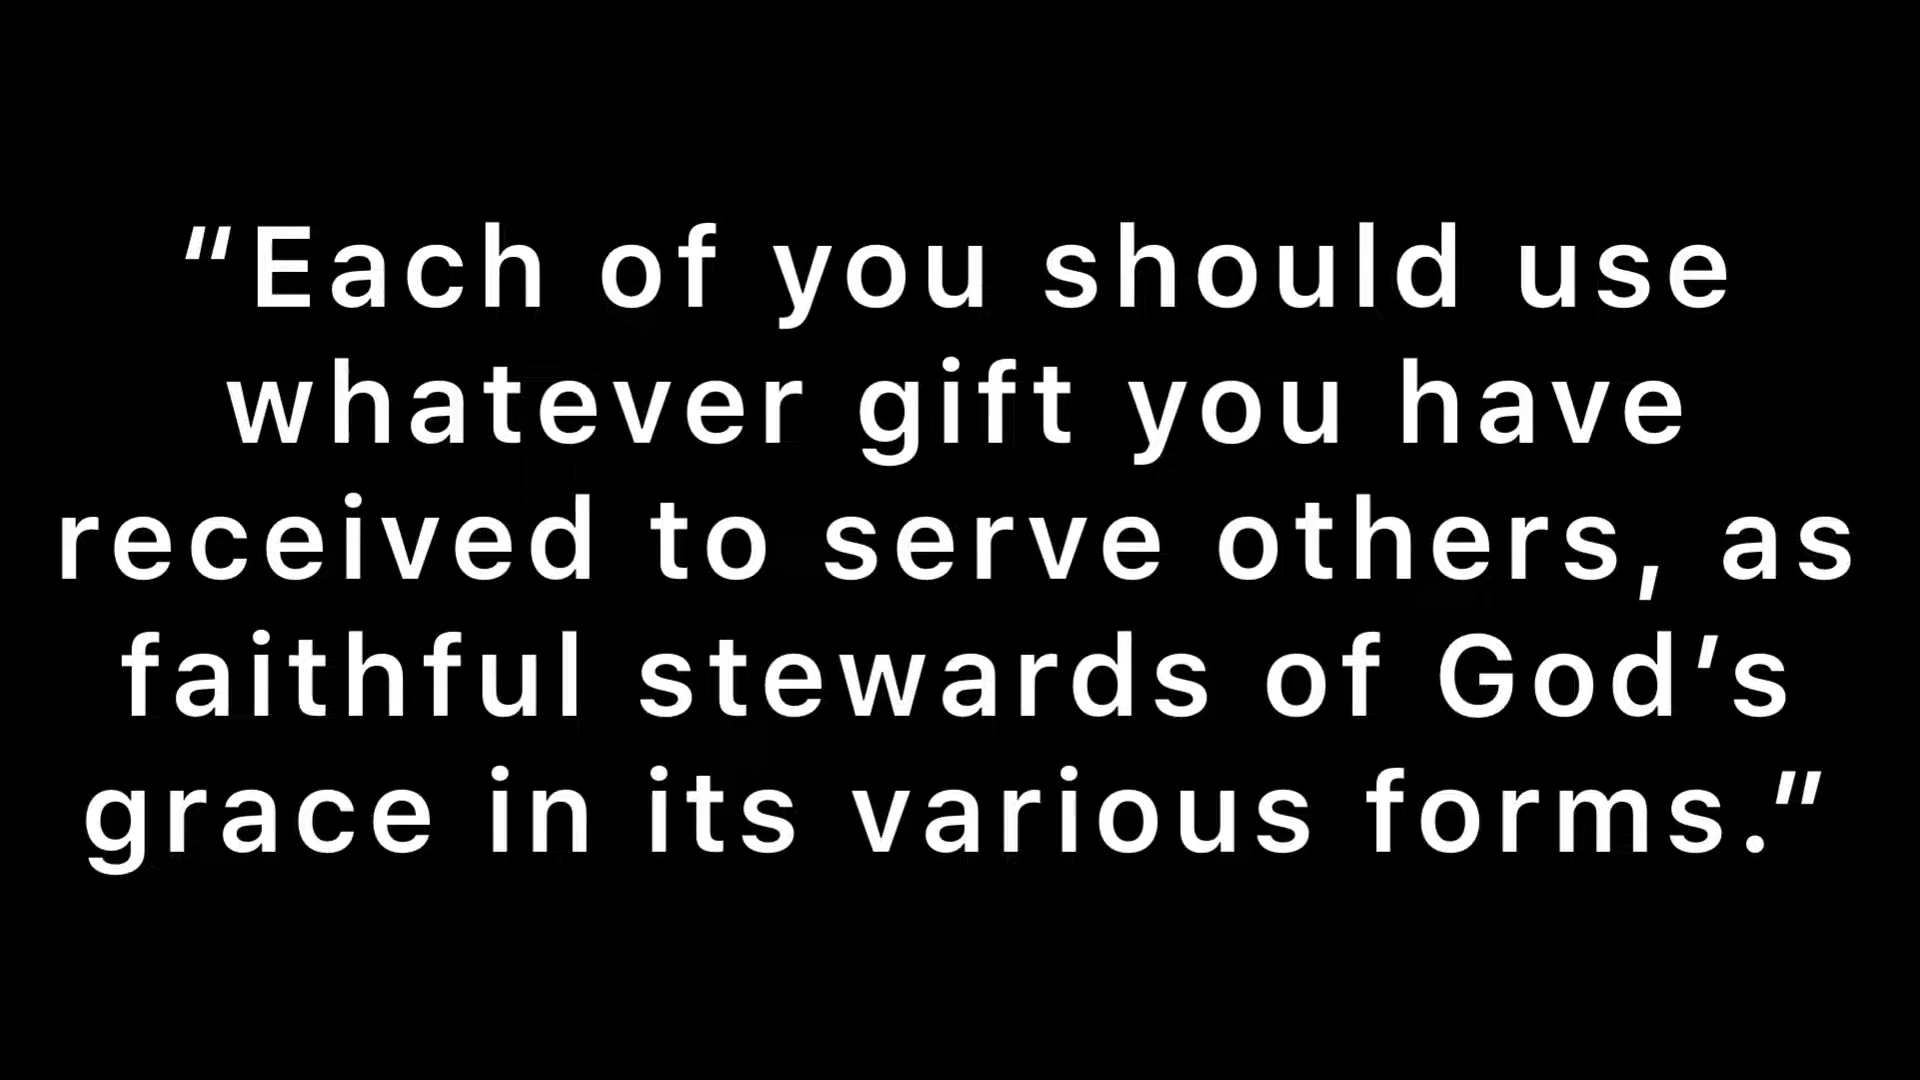 “Each of you should use
whatever gift you have
received to serve others, as
faithful stewards of God’s
grace in its various forms.”